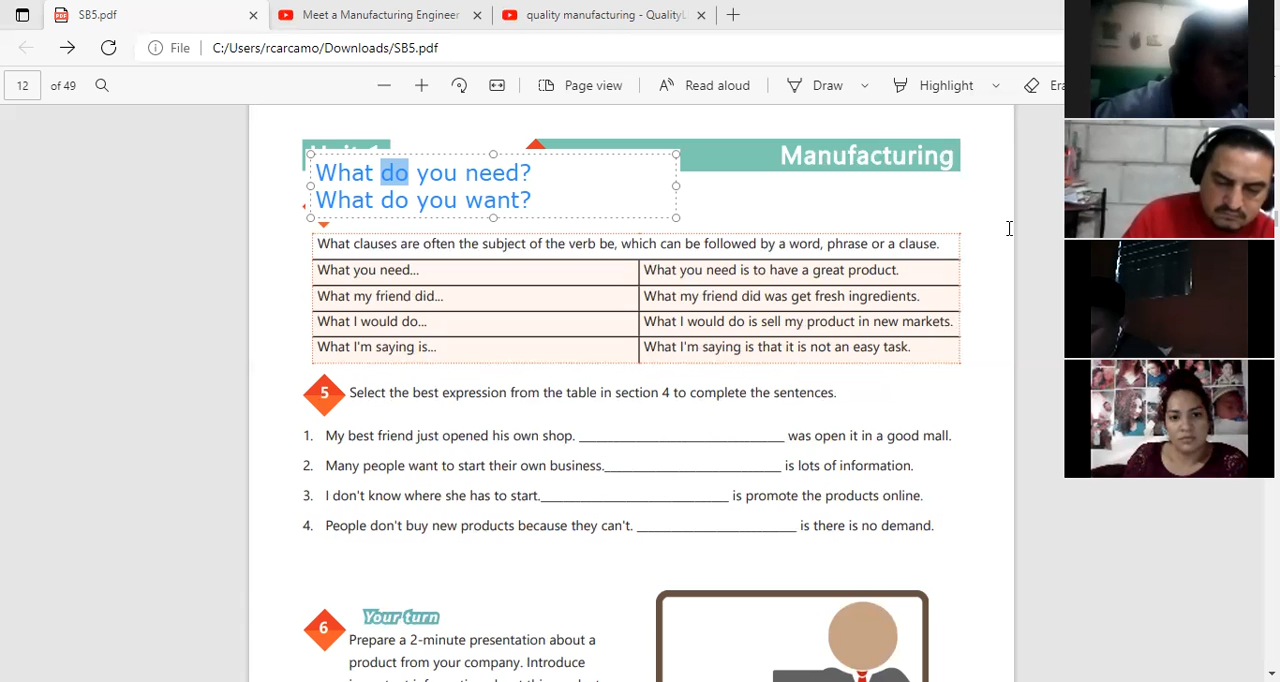 SB5.pdf
Meet a Manufacturing Engineer
quality manufacturing - QualityL
File
C:/Users/rcarcamo/Downloads/SB5.pdf
12 of 49
Page view
Read aloud
Draw
Highlight
Manufacturing
What do you need?
What do you want?
What clauses are often the subject of the verb be, which can be followed by a word, phrase or a clause.
What you need...
What you need is to have a great product.
What my friend did...
What my friend did was get fresh ingredients.
What I would do...
What I would do is sell my product in new markets.
What I'm saying is...
What I'm saying is that it is not an easy task.
5 Select the best expression from the table in section 4 to complete the sentences.
1. My best friend just opened his own shop. ____________________________ was open it in a good mall.
2. Many people want to start their own business.________________________ is lots of information.
3. I don't know where she has to start.__________________________ is promote the products online.
4. People don't buy new products because they can't. ______________________ is there is no demand.
6 Your turn
Prepare a 2-minute presentation about a
product from your company. Introduce